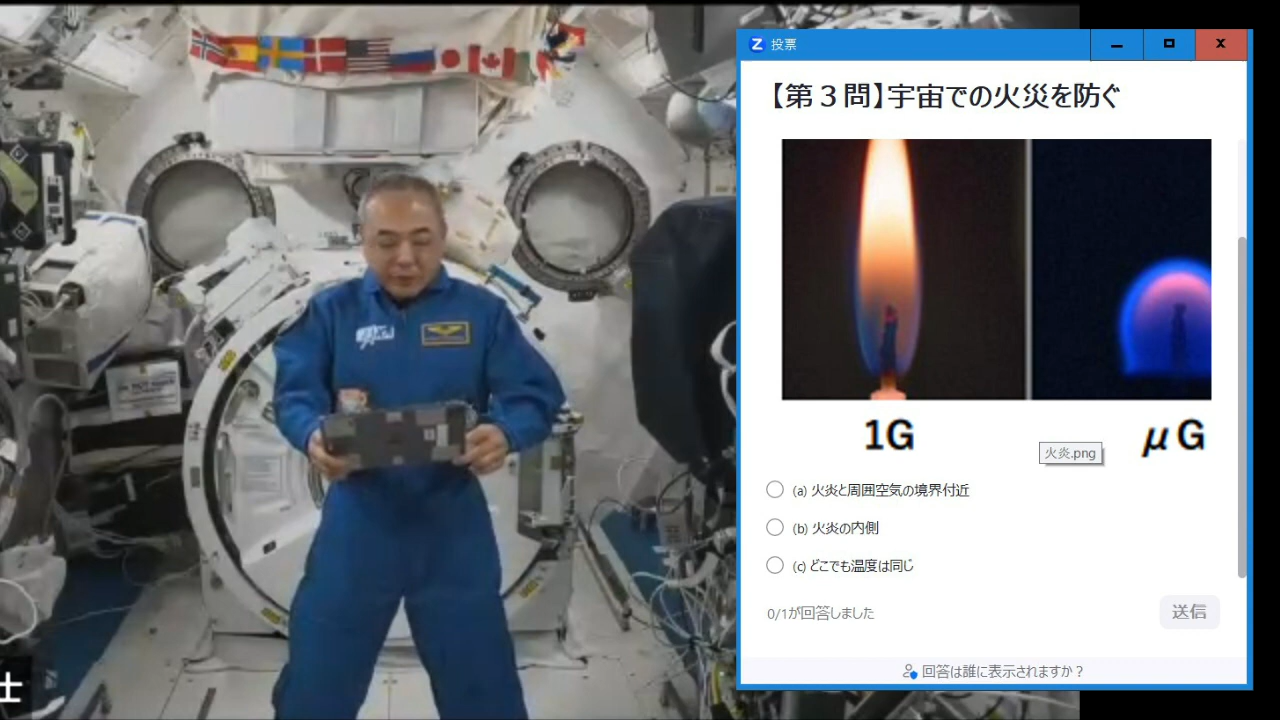 投票
【第３問】宇宙での火災を防ぐ
1G
μG
火炎.png
(a) 火炎と周囲空気の境界付近
(b) 火炎の内側
(c) どこでも温度は同じ
0/1が回答しました
送信
回答は誰に表示されますか？
士